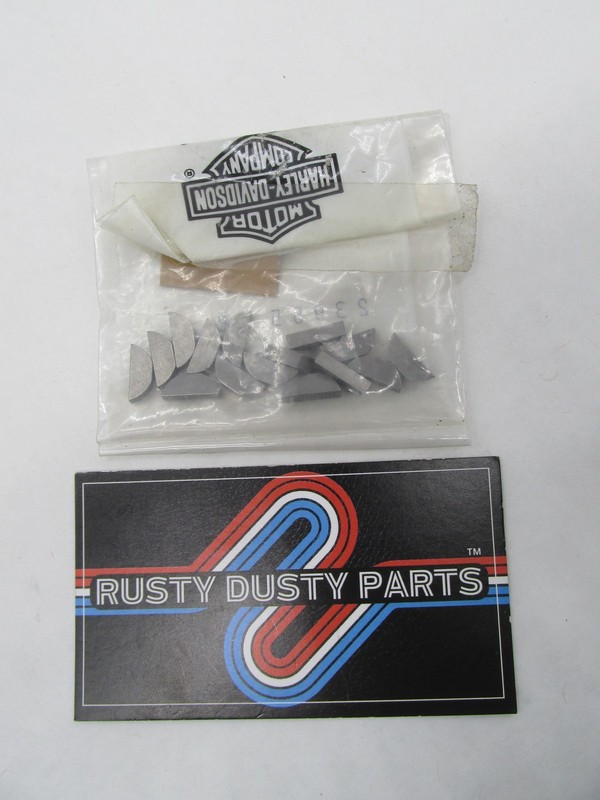 MOTOR
HARLEY-DAVIDSON
COMPANY
®
RUSTY DUSTY PARTS
TM